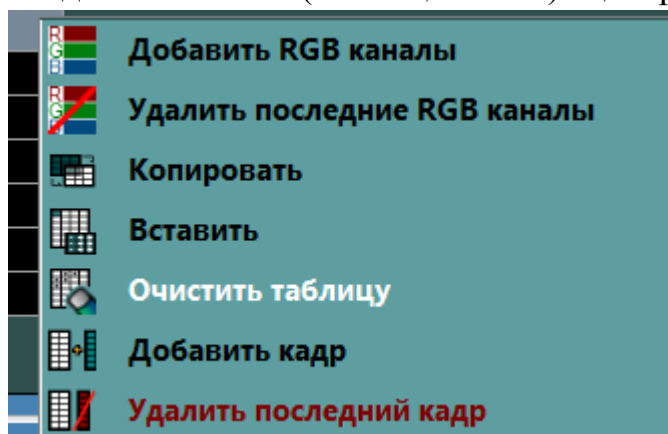 Добавить RGB каналы
Удалить последние RGB каналы
Копировать
Вставить
Очистить таблицу
Добавить кадр
Удалить последний кадр